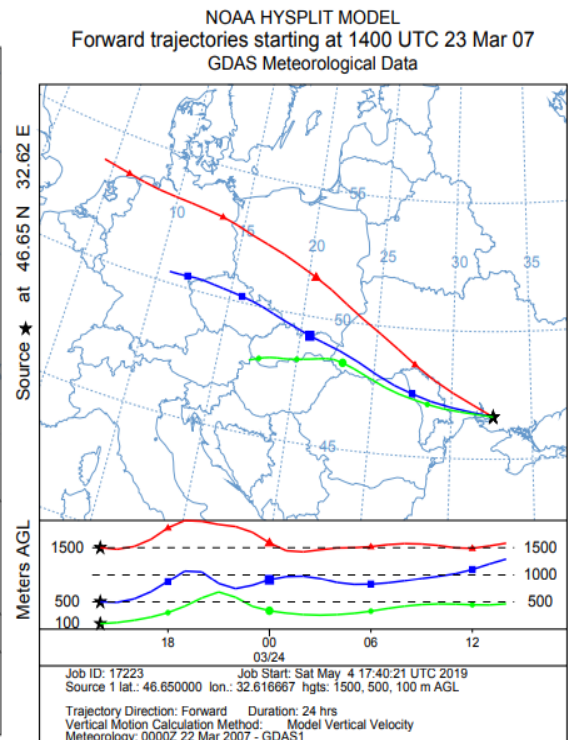 NOAA HYSPLIT MODEL
Forward trajectories starting at 1400 UTC 23 Mar 07
GDAS Meteorological Data
Source ★ at 46.65 N 32.62 E
55
10
15
20
25
30
35
50
45
Meters AGL
1500
500
100
1500
1000
500
18
00
06
12
03/24
Job ID: 17223 Job Start: Sat May 4 17:40:21 UTC 2019
Source 1 lat.: 46.650000 lon.: 32.616667 hgts: 1500, 500, 100 m AGL
Trajectory Direction: Forward Duration: 24 hrs
Vertical Motion Calculation Method: Model Vertical Velocity
Meteorology: 0000Z 22 Mar 2007 - GDAS1